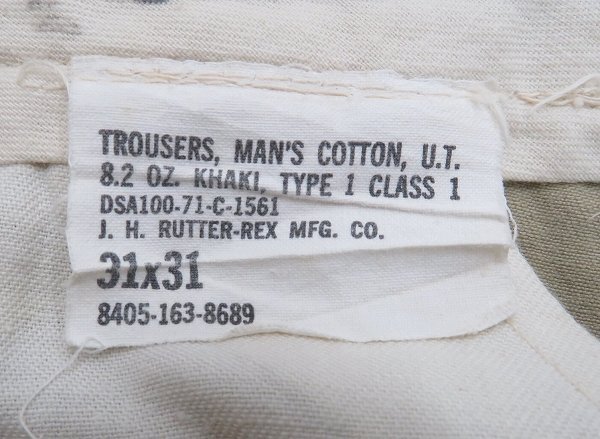 TROUSERS, MAN'S COTTON, U.T.
8.2 OZ. KHAKI, TYPE 1 CLASS 1
DSA100-71-C-1561
J. H. RUTTER-REX MFG. CO.
31x31
8405-163-8689